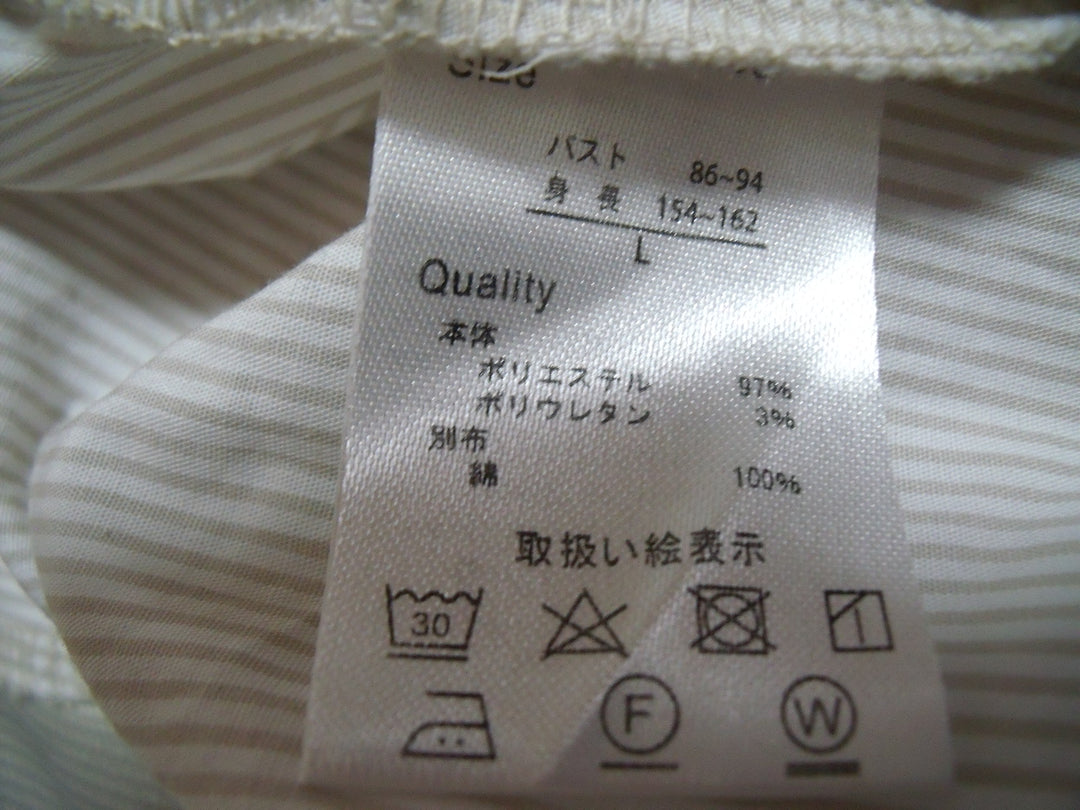 Size
バスト 86~94
身長 154~162
L
Quality
本体
ポリエステル 97%
ポリウレタン 3%
別布
綿 100%
取扱い絵表示
30
F W